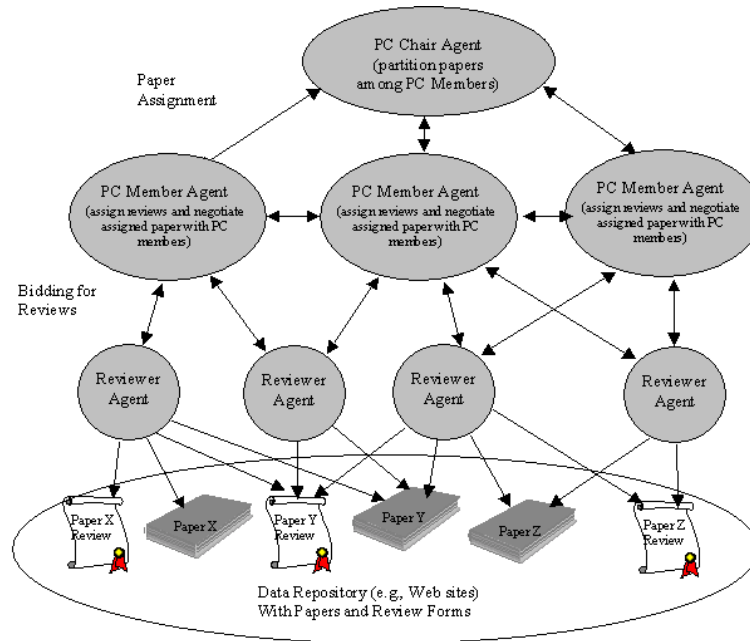 PC Chair Agent
(partition papers
among PC Members)
Paper
Assignment
PC Member Agent
(assign reviews and negotiate
assigned paper with PC
members)
PC Member Agent
(assign reviews and negotiate
assigned paper with PC
members)
PC Member Agent
(assign reviews and negotiate
assigned paper with PC
members)
Bidding for
Reviews
Reviewer
Agent
Reviewer
Agent
Reviewer
Agent
Reviewer
Agent
Paper X
Review
Paper X
Paper Y
Review
Paper Y
Paper Z
Paper Z
Review
Data Repository (e.g., Web sites)
With Papers and Review Forms